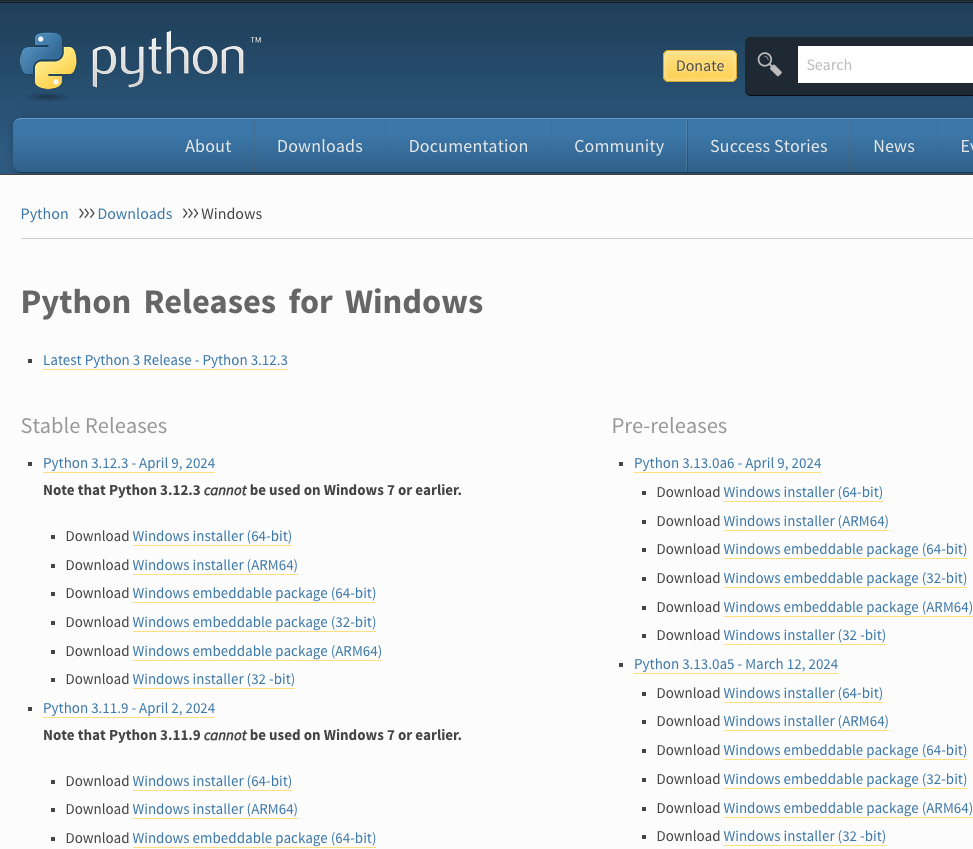 python™
Donate
Search
About Downloads Documentation Community Success Stories News
Python >>> Downloads >>> Windows
Python Releases for Windows
Latest Python 3 Release - Python 3.12.3
Stable Releases
Python 3.12.3 - April 9, 2024
Note that Python 3.12.3 cannot be used on Windows 7 or earlier.
Download Windows installer (64-bit)
Download Windows installer (ARM64)
Download Windows embeddable package (64-bit)
Download Windows embeddable package (32-bit)
Download Windows embeddable package (ARM64)
Download Windows installer (32 -bit)
Python 3.11.9 - April 2, 2024
Note that Python 3.11.9 cannot be used on Windows 7 or earlier.
Download Windows installer (64-bit)
Download Windows installer (ARM64)
Download Windows embeddable package (64-bit)
Pre-releases
Python 3.13.0a6 - April 9, 2024
Download Windows installer (64-bit)
Download Windows installer (ARM64)
Download Windows embeddable package (64-bit)
Download Windows embeddable package (32-bit)
Download Windows embeddable package (ARM64)
Download Windows installer (32 -bit)
Python 3.13.0a5 - March 12, 2024
Download Windows installer (64-bit)
Download Windows installer (ARM64)
Download Windows embeddable package (64-bit)
Download Windows embeddable package (32-bit)
Download Windows embeddable package (ARM64)
Download Windows installer (32 -bit)